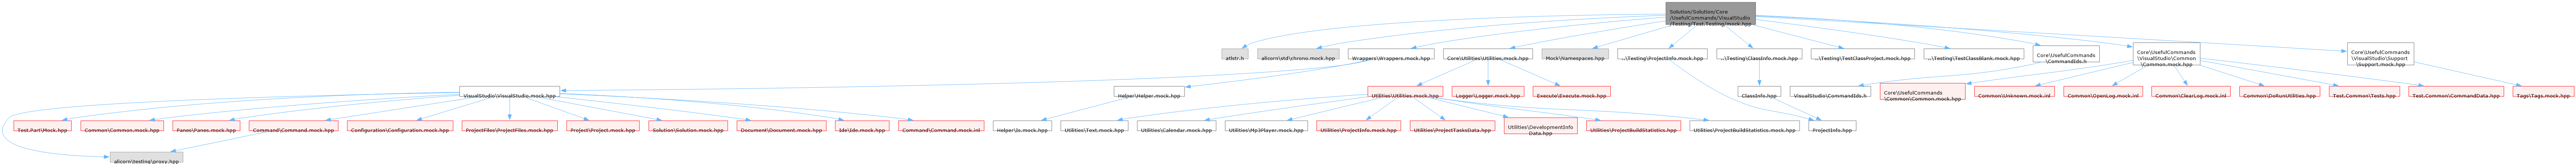 Solution/Solution/Core
/UsefulCommands/VisualStudio
/Testing/Test.Testing/mock.hpp
atlstr.h
allcorn\std\chrono.mock.hpp
Wrappers\Wrappers.mock.hpp
Core\Utilities\Utilities.mock.hpp
Mock\Namespaces.hpp
..\Testing\ProjectInfo.mock.hpp
..\Testing\ClassInfo.mock.hpp
..\Testing\TestClassProject.mock.hpp
..\Testing\TestClassBlank.mock.hpp
Core\UsefulCommands
\CommandIds.h
Core\UsefulCommands
\VisualStudio\Common
\Common.mock.hpp
Core\UsefulCommands
\VisualStudio\Support
\Support.mock.hpp
VisualStudio\VisualStudio.mock.hpp
Helper\Helper.mock.hpp
Utilities\Utilities.mock.hpp
Logger\Logger.mock.hpp
Execute\Execute.mock.hpp
ClassInfo.hpp
VisualStudio\CommandIds.h
Core\UsefulCommands
\Common\Common.mock.hpp
Common\Unknown.mock.inl
Common\OpenLog.mock.inl
Common\ClearLog.mock.inl
Common\DoRunUtilities.hpp
Test.Common\Tests.hpp
Test.Common\CommandData.hpp
Tags\Tags.mock.hpp
Test.Part\Mock.hpp
Common\Common.mock.hpp
Panes\Panes.mock.hpp
Command\Command.mock.hpp
Configuration\Configuration.mock.hpp
ProjectFiles\ProjectFiles.mock.hpp
Project\Project.mock.hpp
Solution\Solution.mock.hpp
Document\Document.mock.hpp
Ide\Ide.mock.hpp
Command\Command.mock.inl
Helper\Is.mock.hpp
Utilities\Text.mock.hpp
Utilities\Calendar.mock.hpp
Utilities\Mp3Player.mock.hpp
Utilities\ProjectInfo.mock.hpp
Utilities\ProjectTasksData.hpp
Utilities\DevelopmentInfo
Data.hpp
Utilities\ProjectBuildStatistics.hpp
Utilities\ProjectBuildStatistics.mock.hpp
ProjectInfo.hpp
allcorn\testing\proxy.hpp